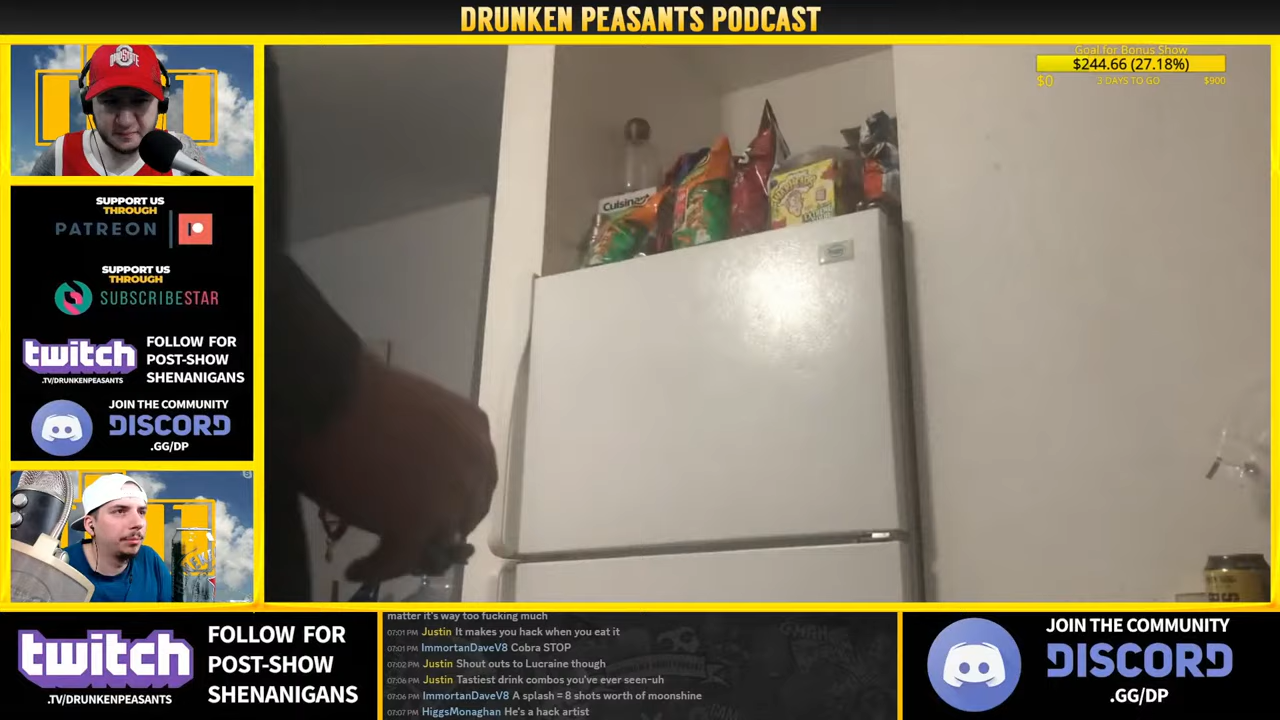 DRUNKEN PEASANTS PODCAST
Goal for Bonus Show
$244.66 (27.18%)
$0
3 DAYS TO GO
$900
SUPPORT US
THROUGH
PATREON
SUPPORT US
THROUGH
SUBSCRIBESTAR
twitch
.TV/DRUNKENPEASANTS
FOLLOW FOR
POST-SHOW
SHENANIGANS
JOIN THE COMMUNITY
DISCORD
.GG/DP
Cuisinart
matter it's way too fucking much
07:01 PM Justin It makes you hack when you eat it
07:01 PM ImmortanDaveV8 Cobra STOP
07:02 PM Justin Shout outs to Lucraine though
07:06 PM Justin Tastiest drink combos you've ever seen-uh
07:06 PM ImmortanDaveV8 A splash = 8 shots worth of moonshine
07:07 PM HiggsMonaghan He's a hack artist
twitch
.TV/DRUNKENPEASANTS
FOLLOW FOR
POST-SHOW
SHENANIGANS
JOIN THE COMMUNITY
DISCORD
.GG/DP